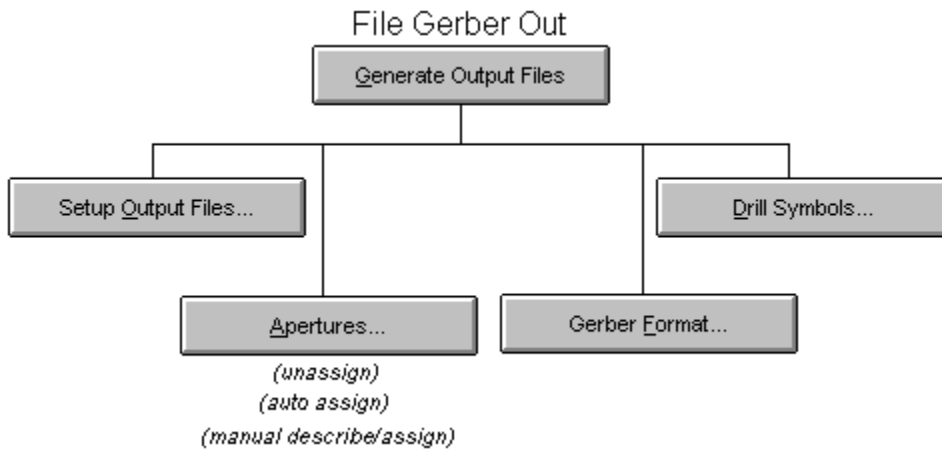 File Gerber Out
Generate Output Files
Setup Output Files...
Drill Symbols...
Apertures...
Gerber Format...
(unassign)
(auto assign)
(manual describe/assign)